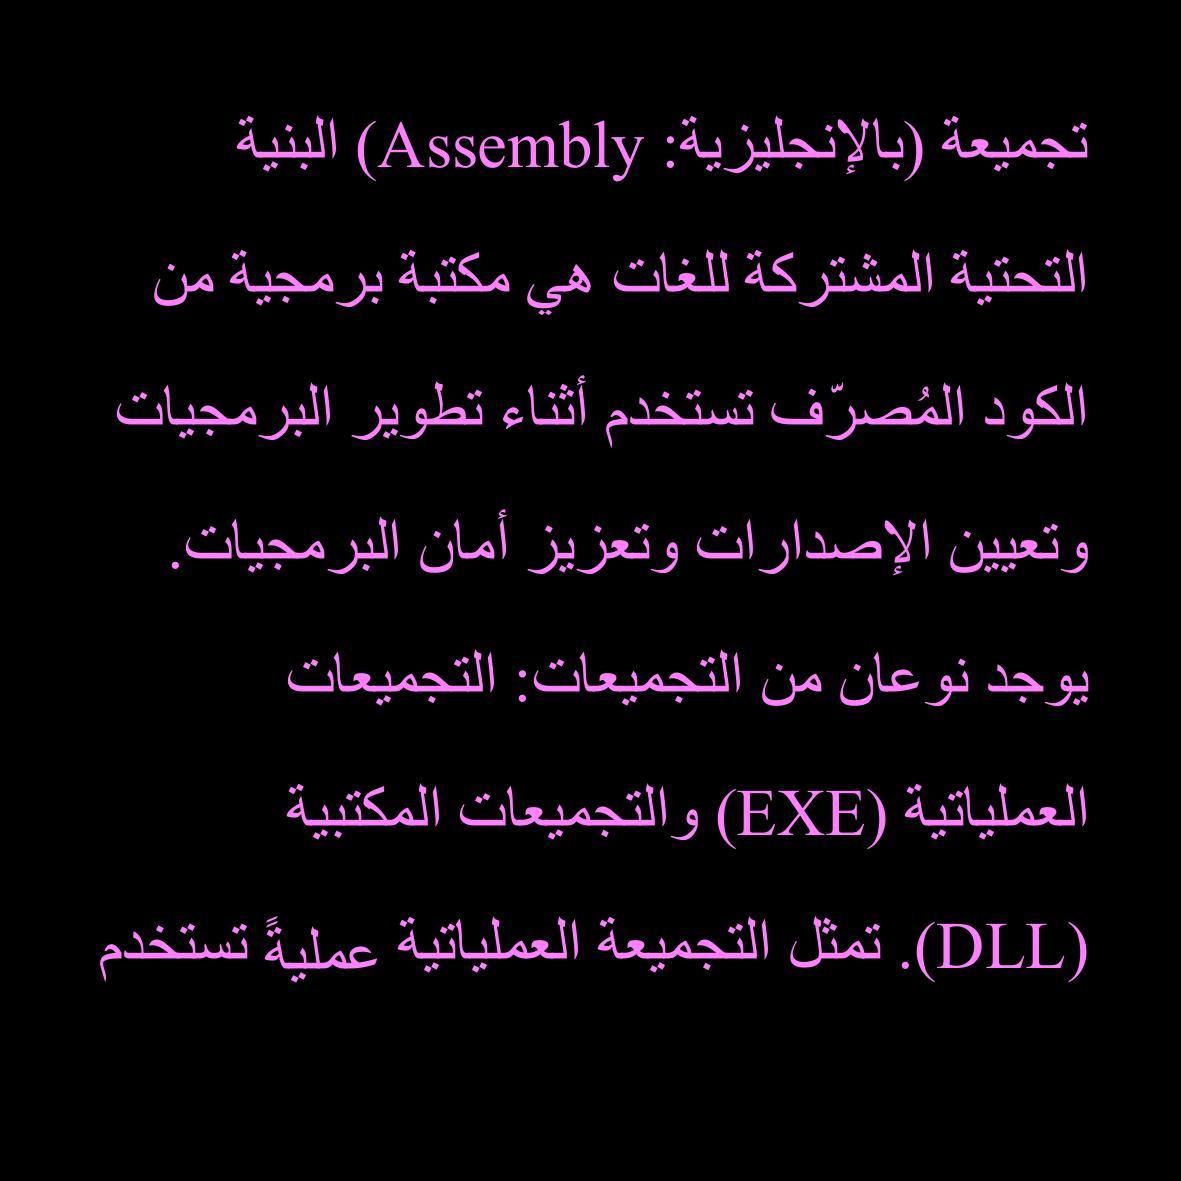 تجميعة (بالإنجليزية: Assembly) البنية
التحتية المشتركة للغات هي مكتبة برمجية من
الكود المُصرّف تستخدم أثناء تطوير البرمجيات
وتعيين الإصدارات وتعزيز أمان البرمجيات.
يوجد نوعان من التجميعات: التجميعات
العملياتية (EXE) والتجميعات المكتبية
(DLL). تمثل التجميعة العملياتية عمليةً تستخدم